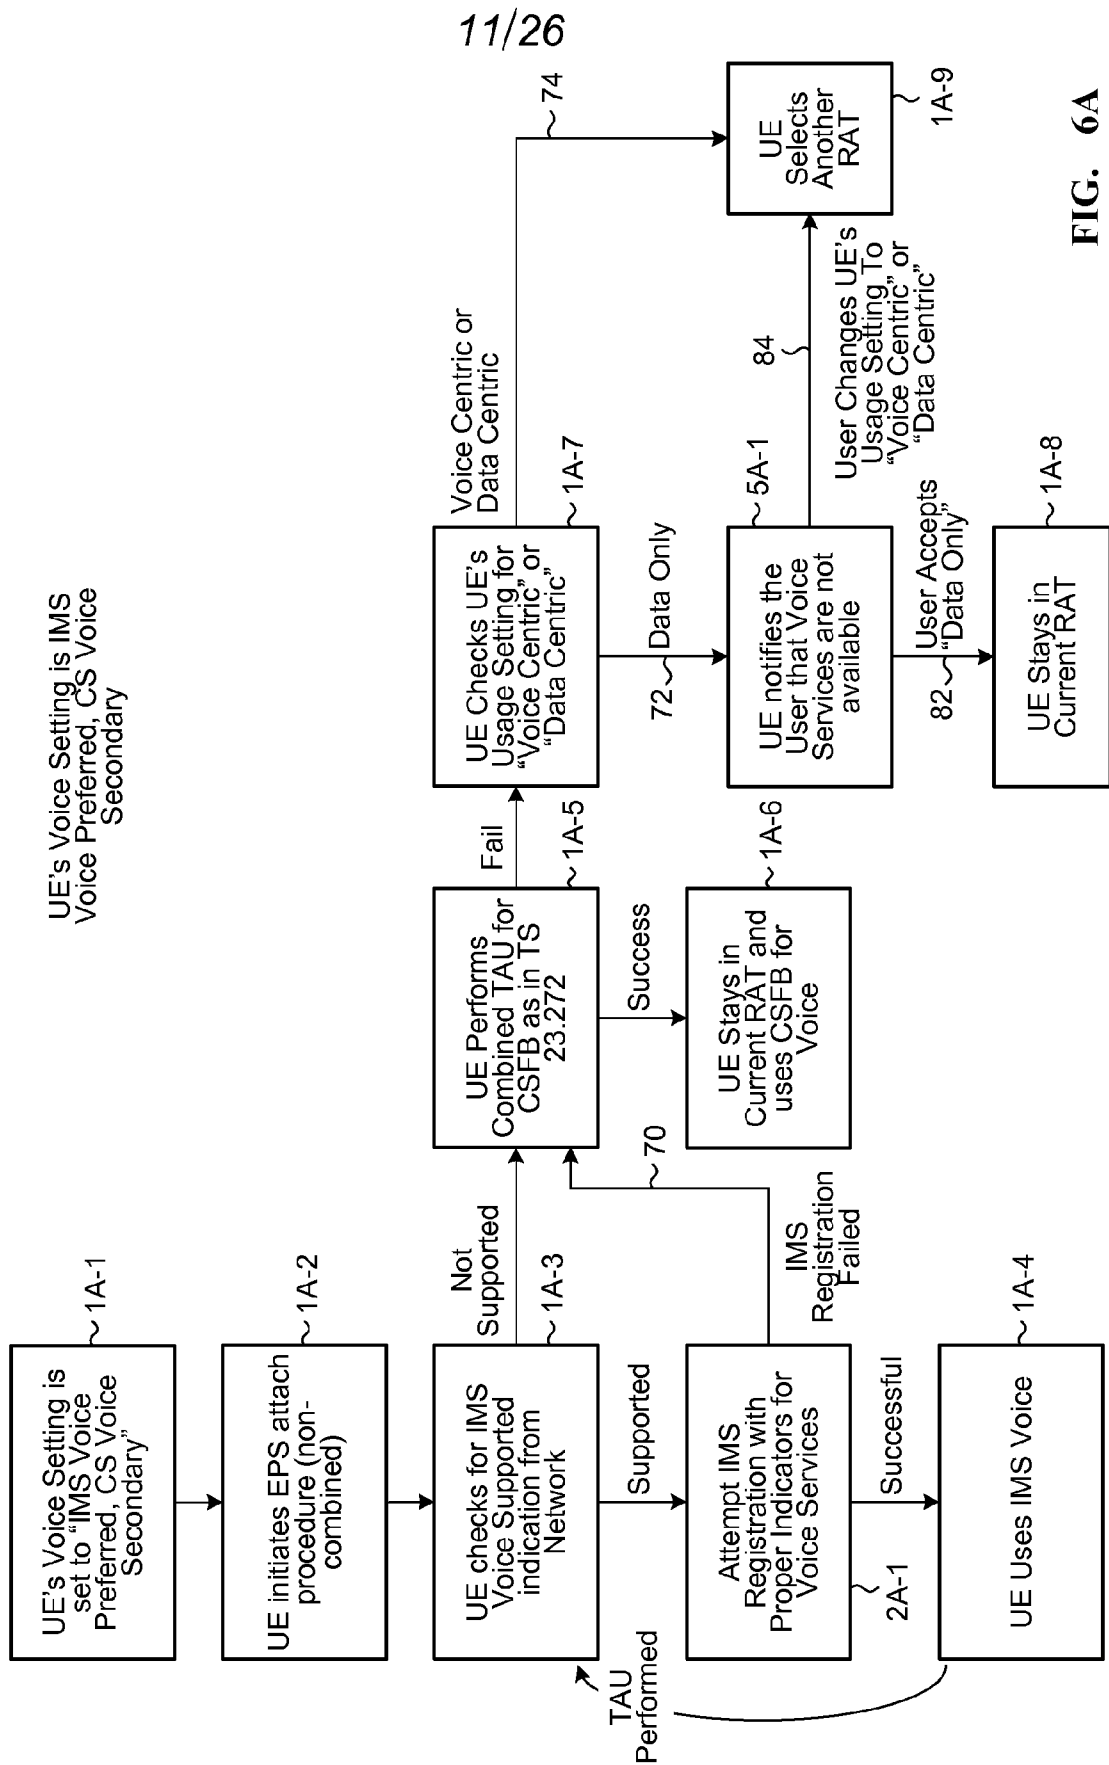 11/26
UE's Voice Setting is IMS
Voice Preferred, CS Voice
Secondary
UE's Voice Setting is
set to “IMS Voice
Preferred, CS Voice
Secondary”
1A-1
UE initiates EPS attach
procedure (non-
combined)
1A-2
UE checks for IMS
Voice Supported
indication from
Network
1A-3
Not
Supported
Supported
TAU
Performed
Attempt IMS
Registration with
Proper Indicators for
Voice Services
2A-1
IMS
Registration
Failed
70
Successful
UE Uses IMS Voice
1A-4
UE Performs
Combined TAU for
CSFB as in TS
23.272
1A-5
Fail
Success
UE Stays in
Current RAT and
uses CSFB for
Voice
1A-6
UE Checks UE's
Usage Setting for
“Voice Centric” or
“Data Centric”
1A-7
Voice Centric or
Data Centric
74
72
Data Only
UE notifies the
User that Voice
Services are not
available
5A-1
84
User Changes UE's
Usage Setting To
“Voice Centric” or
“Data Centric”
82
User Accepts
“Data Only”
UE Stays in
Current RAT
1A-8
UE
Selects
Another
RAT
1A-9
FIG. 6A